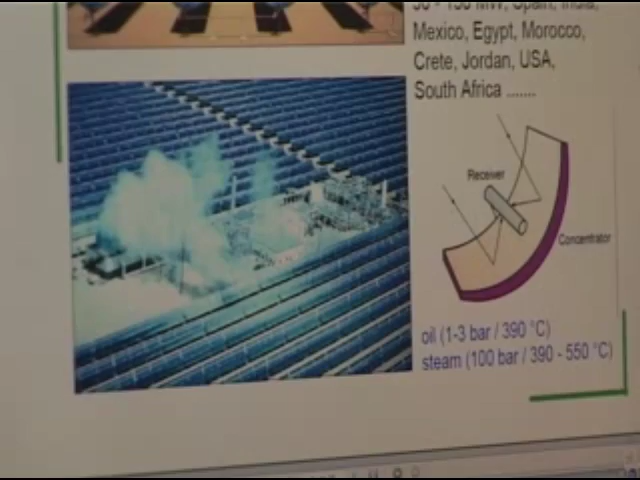 Mexico, Egypt, Morocco,
Crete, Jordan, USA,
South Africa .......
Receiver
Concentrator
oil (1-3 bar / 390 °C)
steam (100 bar / 390 - 550 °C)